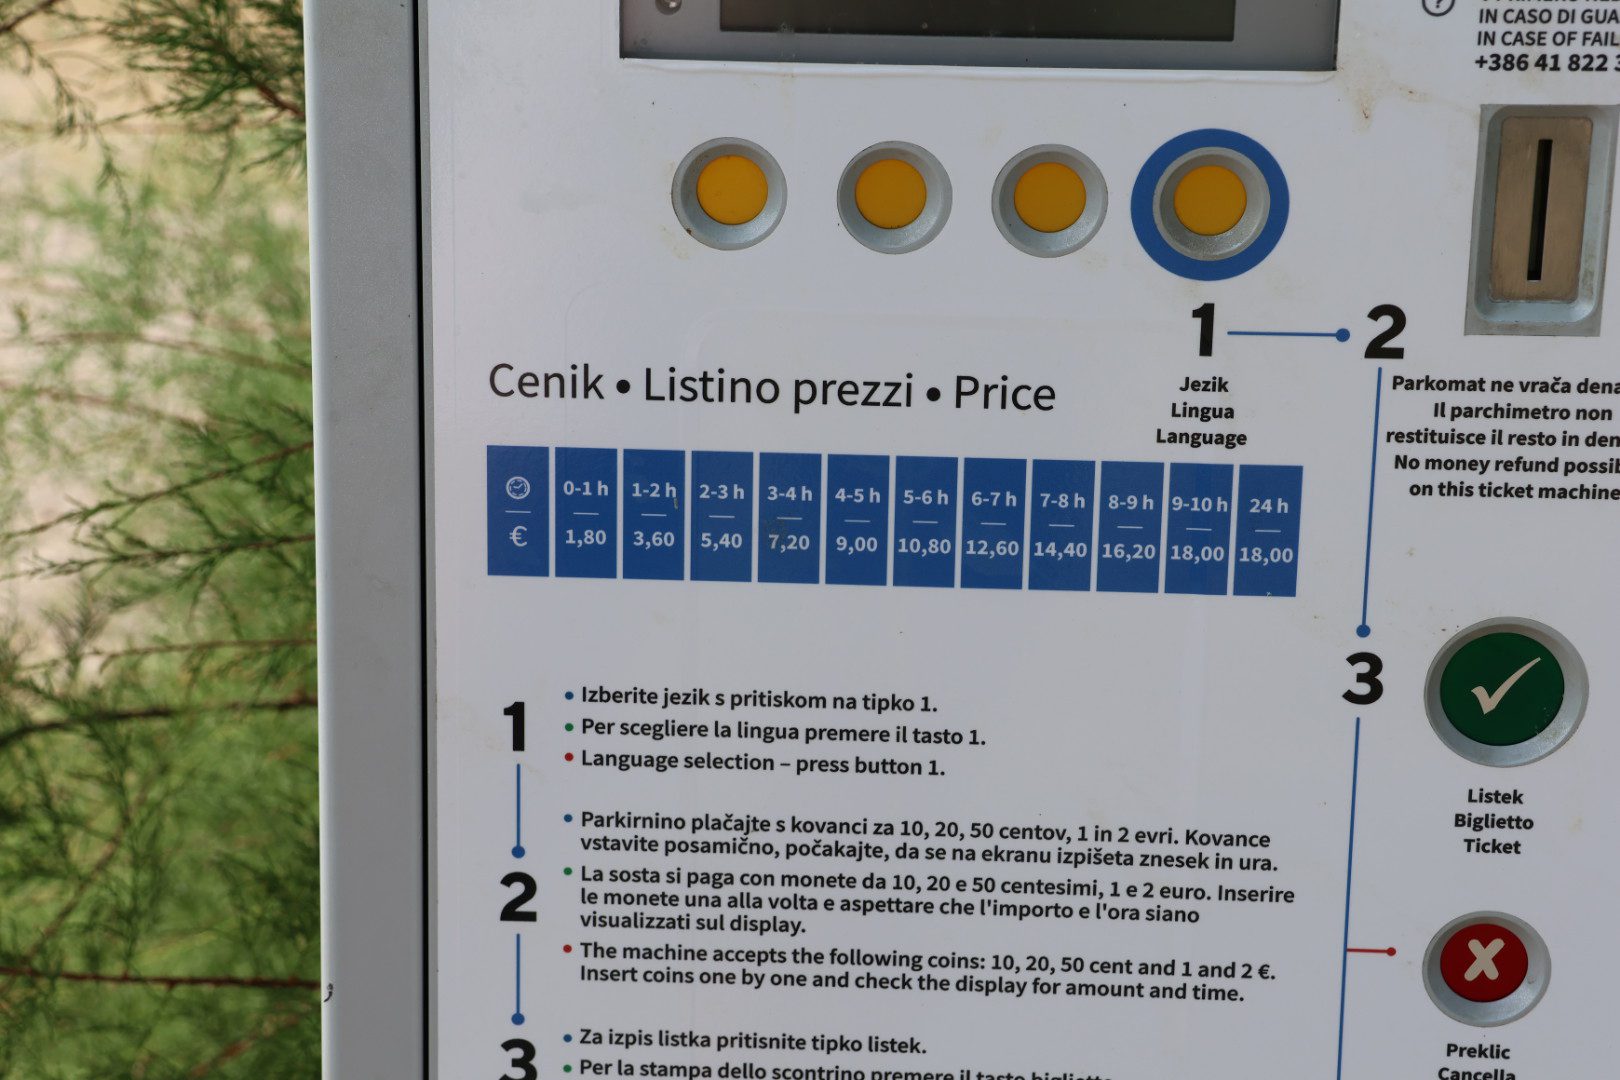 IN CASO DI
IN CASE OF
+386 41 822
1
2
Jezik
Lingua
Language
Parkomat ne vrača
Il parchimetro non
restituisce il resto in
No money refund
on this ticket machine
Cenik • Listino prezzi • Price
0-1 h 1-2 h 2-3 h 3-4 h 4-5 h 5-6 h 6-7 h 7-8 h 8-9 h 9-10 h 24 h
€ 1,80 3,60 5,40 7,20 9,00 10,80 12,60 14,40 16,20 18,00 18,00
3
Listek
Biglietto
Ticket
Preklic
Cancella
1
• Izberite jezik s pritiskom na tipko 1.
• Per scegliere la lingua premere il tasto 1.
• Language selection – press button 1.
2
• Parkirnino plačajte s kovanci za 10, 20, 50 centov, 1 in 2 evri. Kovance
vstavite posamično, počakajte, da se na ekranu izpišeta znesek in ura.
• La sosta si paga con monete da 10, 20 e 50 centesimi, 1 e 2 euro. Inserire
le monete una alla volta e aspettare che l'importo e l'ora siano
visualizzati sul display.
• The machine accepts the following coins: 10, 20, 50 cent and 1 and 2 €.
Insert coins one by one and check the display for amount and time.
3
• Za izpis listka pritisnite tipko listek.
• Per la stampa dello scontrino premere il tasto biglietto